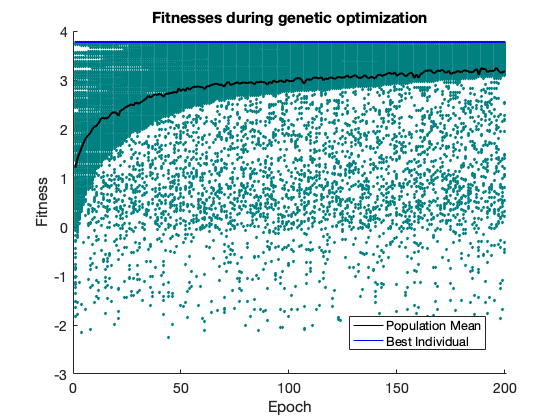 Fitnesses during genetic optimization
4
3
2
1
0
-1
-2
-3
Fitness
0
50
100
150
200
Epoch
Population Mean
Best Individual